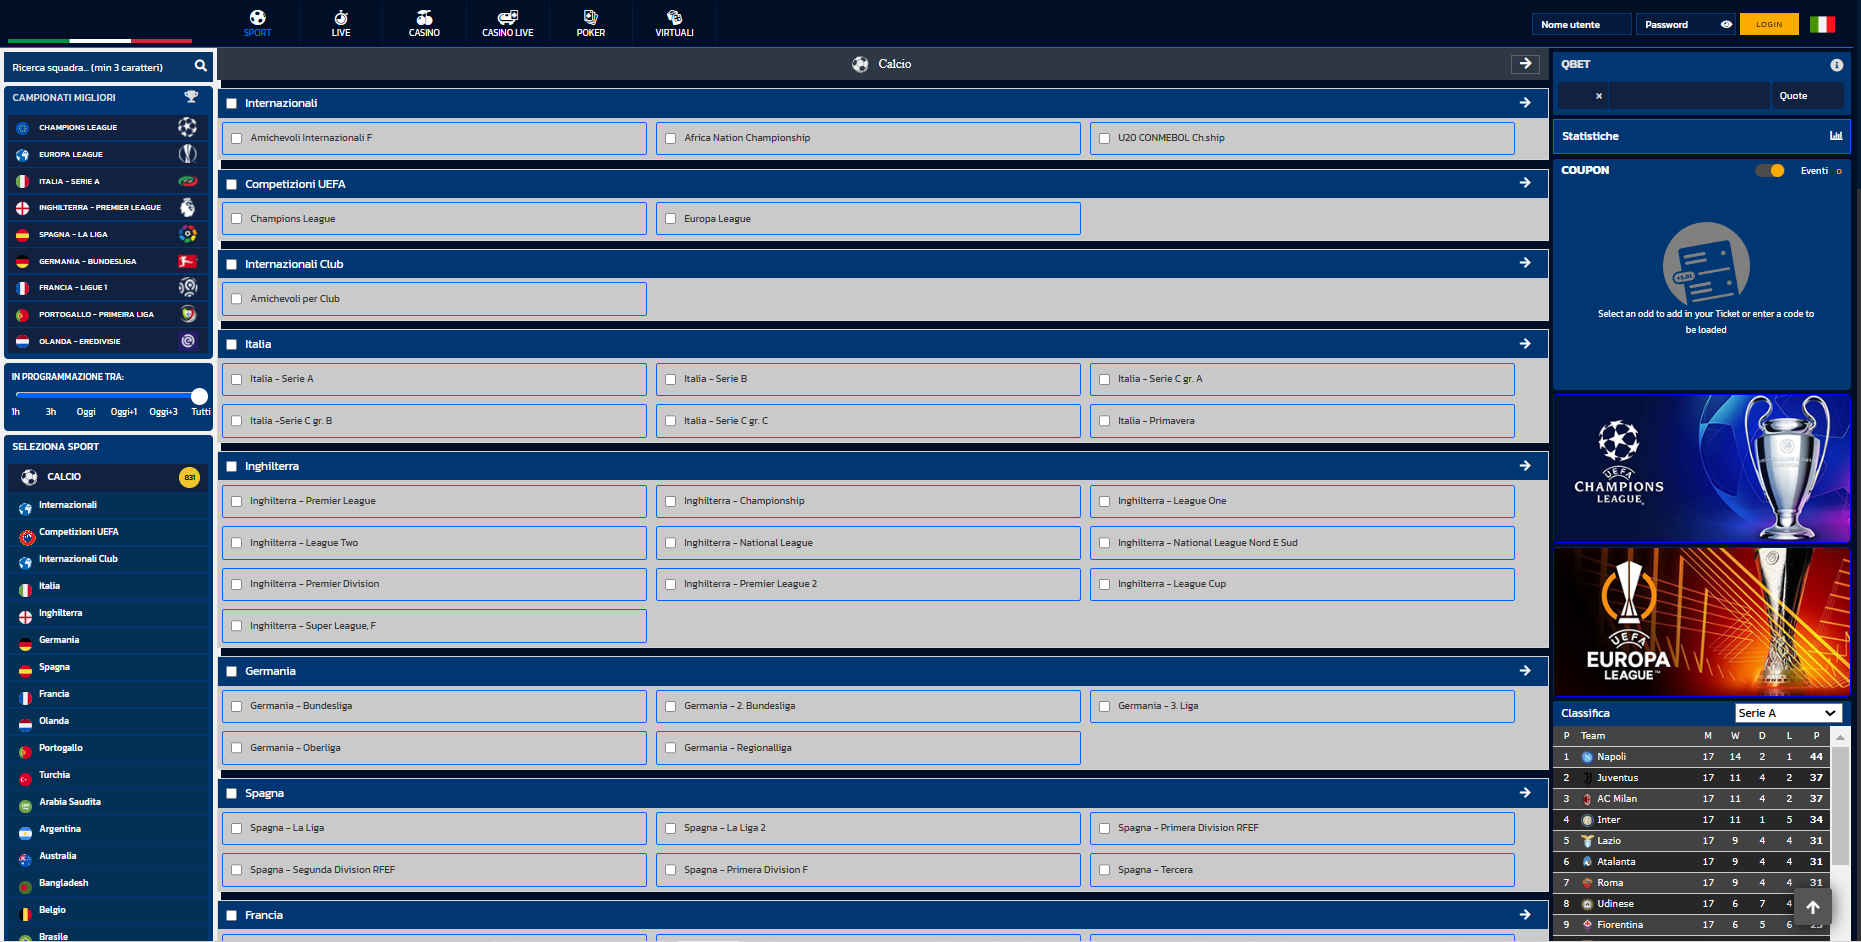 SPORT
LIVE
CASINO
CASINO LIVE
POKER
VIRTUALI
Nome utente
Password
LOGIN
Ricerca squadra... (min 3 caratteri)
CAMPIONATI MIGLIORI
CHAMPIONS LEAGUE
EUROPA LEAGUE
ITALIA - SERIE A
INGHILTERRA - PREMIER LEAGUE
SPAGNA - LA LIGA
GERMANIA - BUNDESLIGA
FRANCIA - LIGUE 1
PORTOGALLO - PRIMEIRA LIGA
OLANDA - EREDIVISIE
IN PROGRAMMAZIONE TRA:
1h 3h Oggi Oggi+1 Oggi+3 Tutti
SELEZIONA SPORT
CALCIO 831
Internazionali
Competizioni UEFA
Internazionali Club
Italia
Inghilterra
Germania
Spagna
Francia
Olanda
Portogallo
Turchia
Arabia Saudita
Argentina
Australia
Bangladesh
Belgio
Brasile
Calcio
Internazionali
Amichevoli Internazionali F
Africa Nation Championship
U20 CONMEBOL Ch.ship
Competizioni UEFA
Champions League
Europa League
Internazionali Club
Amichevoli per Club
Italia
Italia - Serie A
Italia - Serie B
Italia - Serie C gr. A
Italia -Serie C gr. B
Italia - Serie C gr. C
Italia - Primavera
Inghilterra
Inghilterra - Premier League
Inghilterra - Championship
Inghilterra - League One
Inghilterra - League Two
Inghilterra - National League
Inghilterra - National League Nord E Sud
Inghilterra - Premier Division
Inghilterra - Premier League 2
Inghilterra - League Cup
Inghilterra - Super League, F
Germania
Germania - Bundesliga
Germania - 2. Bundesliga
Germania - 3. Liga
Germania - Oberliga
Germania - Regionalliga
Spagna
Spagna - La Liga
Spagna - La Liga 2
Spagna - Primera Division RFEF
Spagna - Segunda Division RFEF
Spagna - Primera Division F
Spagna - Tercera
Francia
QBET
× Quote
Statistiche
COUPON
Eventi 0
Select an odd to add in your Ticket or enter a code to
be loaded
UEFA
CHAMPIONS
LEAGUE
UEFA
EUROPA
LEAGUE
Classifica
Serie A
P Team M W D L P
1 Napoli 17 14 2 1 44
2 Juventus 17 11 4 2 37
3 AC Milan 17 11 4 2 37
4 Inter 17 11 1 5 34
5 Lazio 17 9 4 4 31
6 Atalanta 17 9 4 4 31
7 Roma 17 9 4 4 31
8 Udinese 17 6 7 4
9 Fiorentina 17 6 5 6